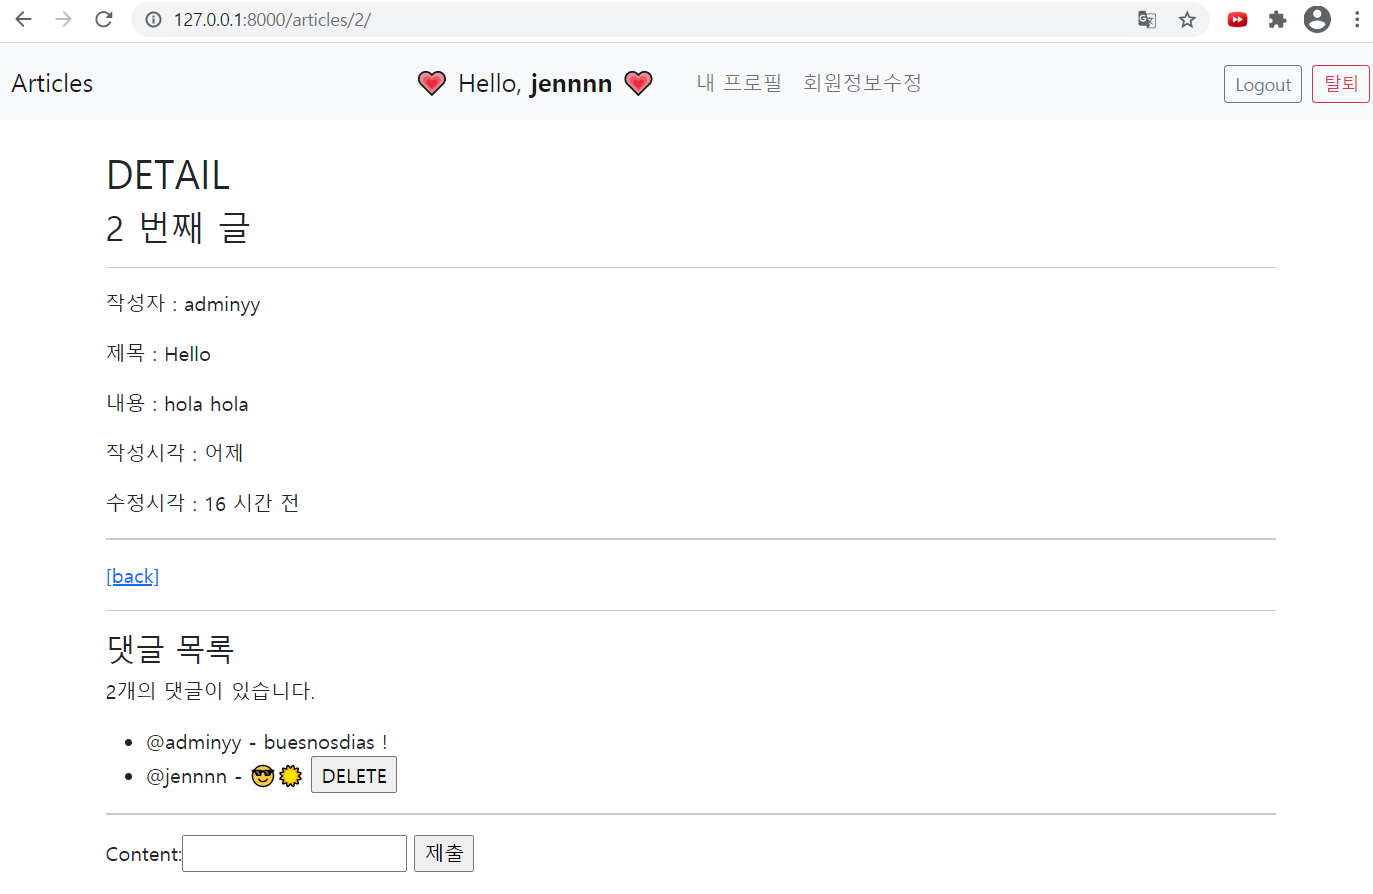 127.0.0.1:8000/articles/2/
Articles
Hello, jennnn
내 프로필
회원정보수정
Logout
탈퇴
DETAIL
2 번째 글
작성자 : adminyy
제목 : Hello
내용 : hola hola
작성시각 : 어제
수정시각 : 16 시간 전
[back]
댓글 목록
2개의 댓글이 있습니다.
@adminyy - buesnosdias !
@jennnn - 😎🌞 DELETE
Content:
제출